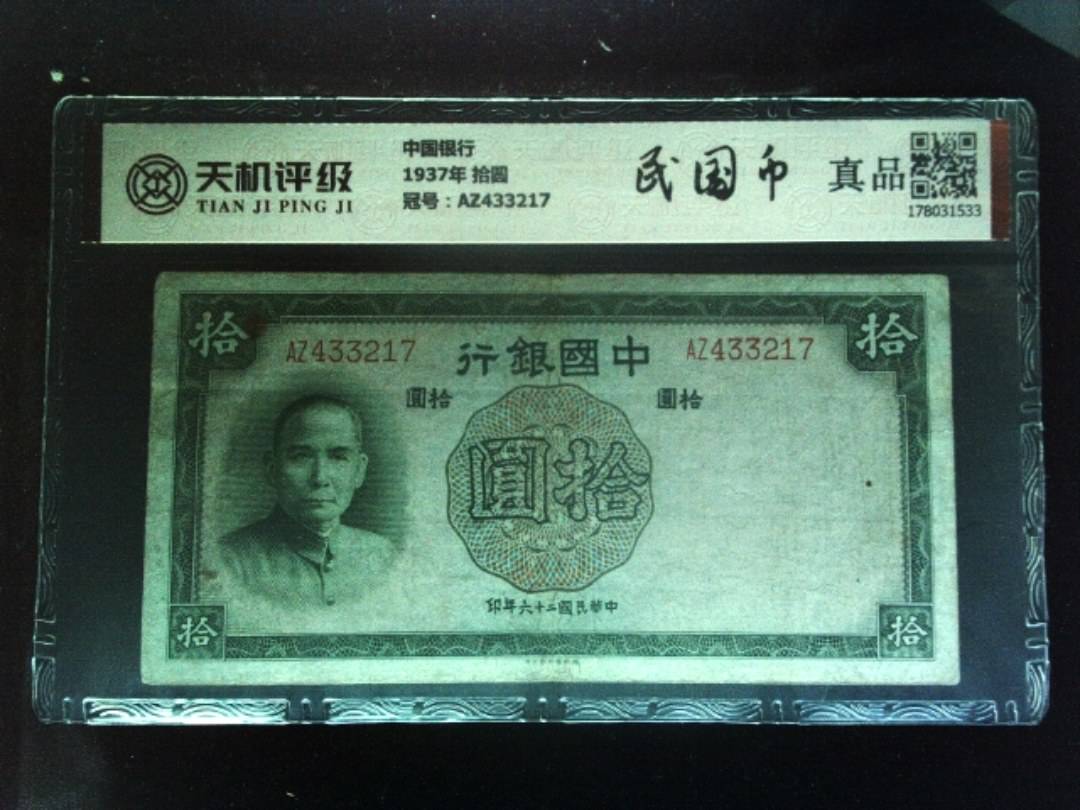 天机评级
TIAN JI PING JI
中国银行
1937年 拾圆
冠号：AZ433217
民国币
真品
178031533
拾
拾
AZ433217
行銀國中
AZ433217
圓拾
圓拾
圓拾
印年六十二國民華中
拾
拾